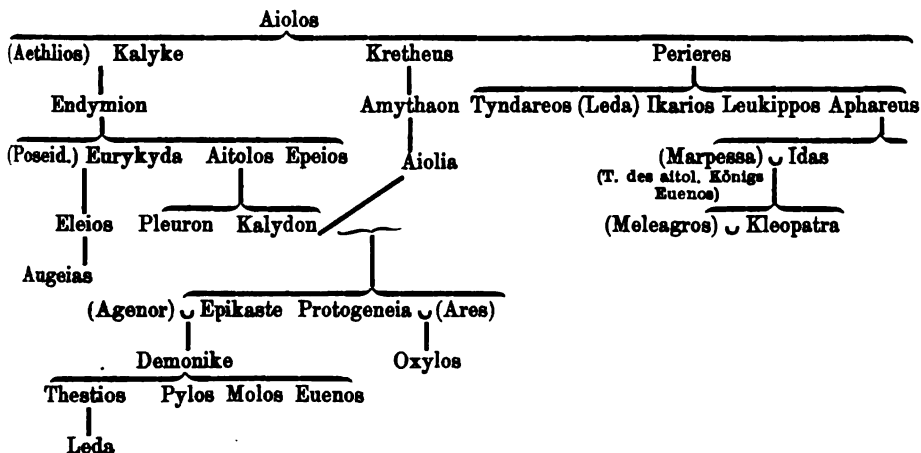 Aiolos
(Aethlios) Kalyke Kretheus Perieres
Endymion Amythaon Tyndareos (Leda) Ikarios Leukippos Aphareus
(Poseid.) Eurykyda Aitolos Epeios Aiolia (Marpessa) ᴗ Idas
(T. des aitol. Königs
Euenos)
Eleios Pleuron Kalydon (Meleagros) ᴗ Kleopatra
Augeias
(Agenor) ᴗ Epikaste Protogeneia ᴗ (Ares)
Demonike Oxylos
Thestios Pylos Molos Euenos
Leda